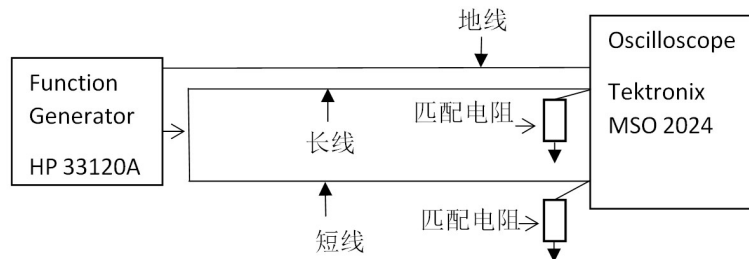 地线
Oscilloscope
Tektronix
MSO 2024
Function
Generator
HP 33120A
匹配电阻
长线
匹配电阻
短线